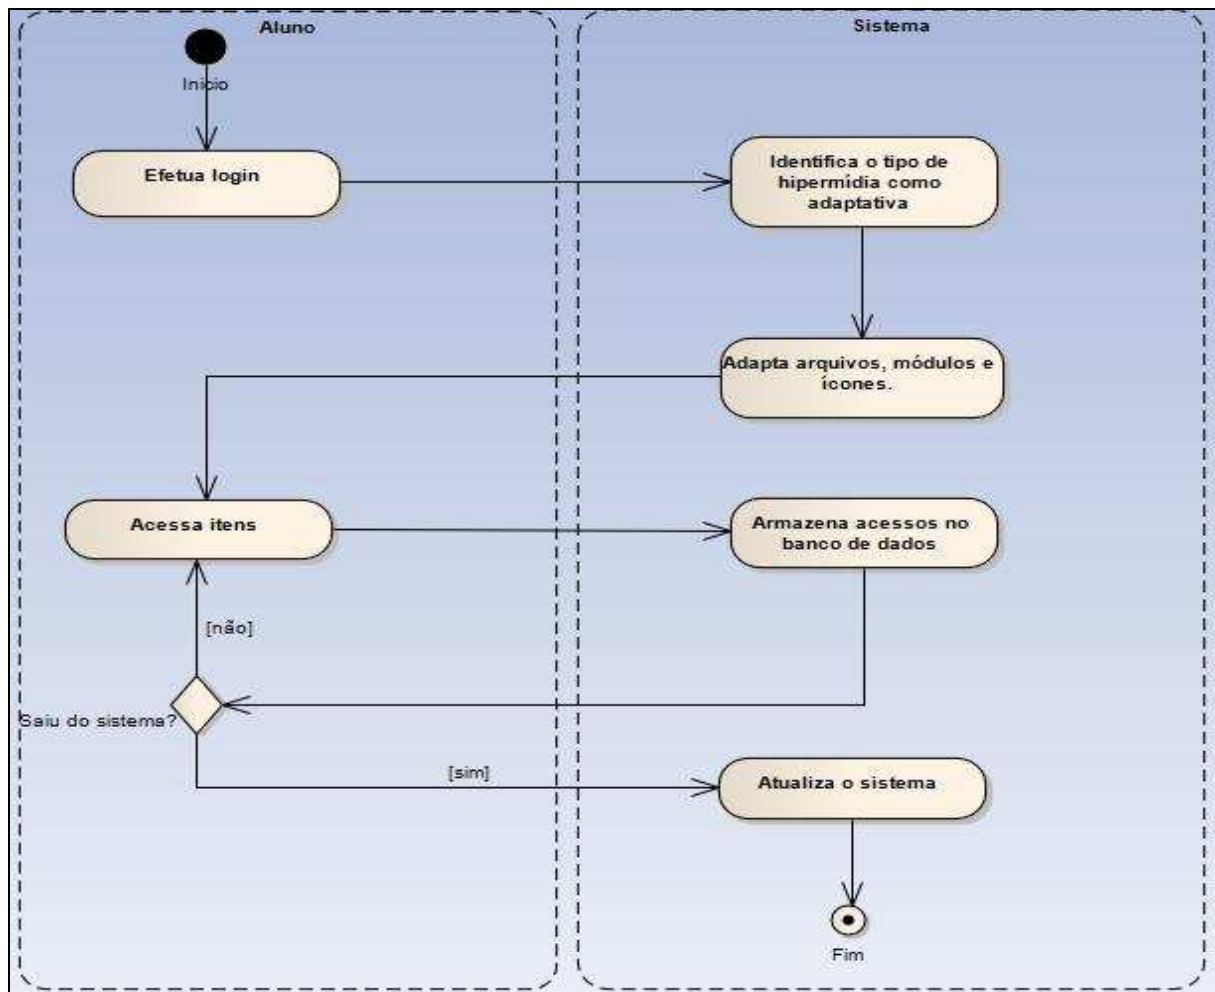 Aluno
Sistema
Início
Efetua login
Identifica o tipo de
hipermídia como
adaptativa
Adapta arquivos, módulos e
ícones.
Acessa itens
Armazena acessos no
banco de dados
[não]
Saiu do sistema?
[sim]
Atualiza o sistema
Fim